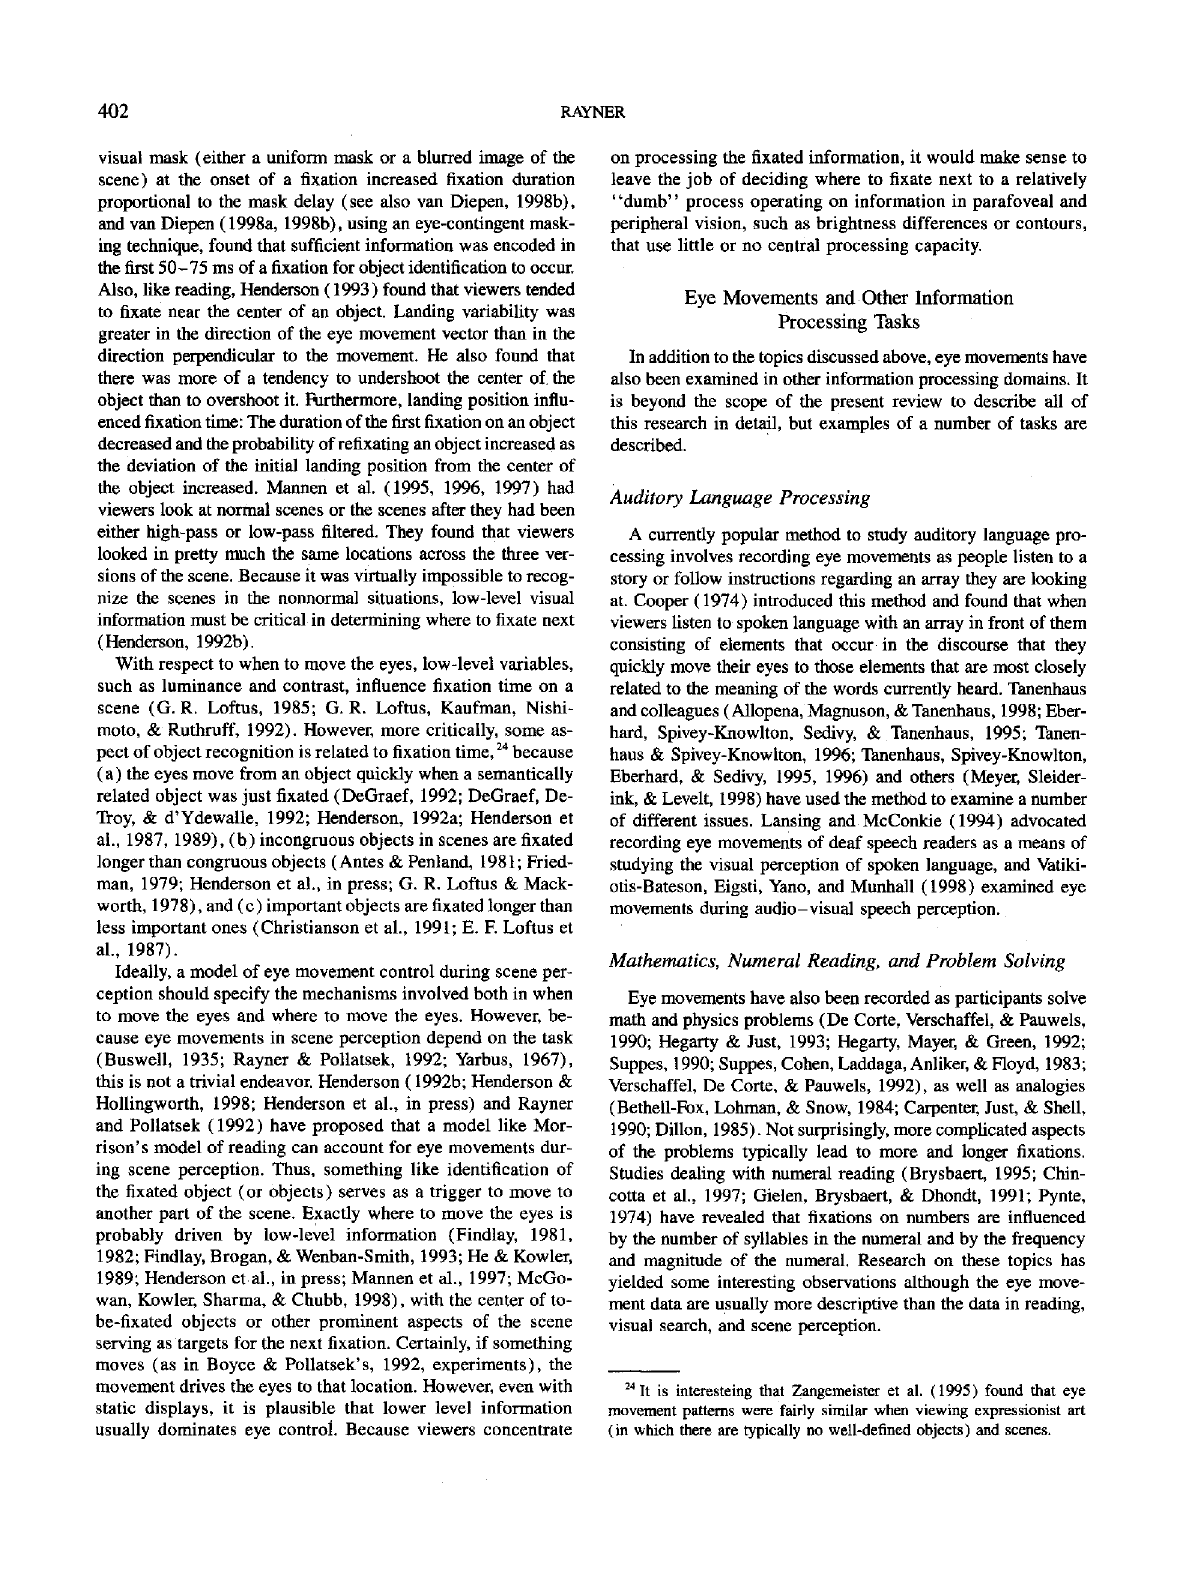 402
RAYNER
visual mask (either a uniform mask or a blurred image of the
scene) at the onset of a fixation increased fixation duration
proportional to the mask delay (see also van Diepen, 1998b),
and van Diepen (1998a, 1998b), using an eye-contingent mask-
ing technique, found that sufficient information was encoded in
the first 50–75 ms of a fixation for object identification to occur.
Also, like reading, Henderson (1993) found that viewers tended
to fixate near the center of an object. Landing variability was
greater in the direction of the eye movement vector than in the
direction perpendicular to the movement. He also found that
there was more of a tendency to undershoot the center of the
object than to overshoot it. Furthermore, landing position influ-
enced fixation time: The duration of the first fixation on an object
decreased and the probability of refixating an object increased as
the deviation of the initial landing position from the center of
the object increased. Mannen et al. (1995, 1996, 1997) had
viewers look at normal scenes or the scenes after they had been
either high-pass or low-pass filtered. They found that viewers
looked in pretty much the same locations across the three ver-
sions of the scene. Because it was virtually impossible to recog-
nize the scenes in the nonnormal situations, low-level visual
information must be critical in determining where to fixate next
(Henderson, 1992b).
With respect to when to move the eyes, low-level variables,
such as luminance and contrast, influence fixation time on a
scene (G. R. Loftus, 1985; G. R. Loftus, Kaufman, Nishi-
moto, & Ruthruff, 1992). However, more critically, some as-
pect of object recognition is related to fixation time,²⁴ because
(a) the eyes move from an object quickly when a semantically
related object was just fixated (DeGraef, 1992; DeGraef, De-
Troy, & d'Ydewalle, 1992; Henderson, 1992a; Henderson et
al., 1987, 1989), (b) incongruous objects in scenes are fixated
longer than congruous objects (Antes & Penland, 1981; Fried-
man, 1979; Henderson et al., in press; G. R. Loftus & Mack-
worth, 1978), and (c) important objects are fixated longer than
less important ones (Christianson et al., 1991; E. F. Loftus et
al., 1987).
Ideally, a model of eye movement control during scene per-
ception should specify the mechanisms involved both in when
to move the eyes and where to move the eyes. However, be-
cause eye movements in scene perception depend on the task
(Buswell, 1935; Rayner & Pollatsek, 1992; Yarbus, 1967),
this is not a trivial endeavor. Henderson (1992b; Henderson &
Hollingworth, 1998; Henderson et al., in press) and Rayner
and Pollatsek (1992) have proposed that a model like Mor-
rison's model of reading can account for eye movements dur-
ing scene perception. Thus, something like identification of
the fixated object (or objects) serves as a trigger to move to
another part of the scene. Exactly where to move the eyes is
probably driven by low-level information (Findlay, 1981,
1982; Findlay, Brogan, & Wenban-Smith, 1993; He & Kowler,
1989; Henderson et al., in press; Mannen et al., 1997; McGo-
wan, Kowler, Sharma, & Chubb, 1998), with the center of to-
be-fixated objects or other prominent aspects of the scene
serving as targets for the next fixation. Certainly, if something
moves (as in Boyce & Pollatsek's, 1992, experiments), the
movement drives the eyes to that location. However, even with
static displays, it is plausible that lower level information
usually dominates eye control. Because viewers concentrate
on processing the fixated information, it would make sense to
leave the job of deciding where to fixate next to a relatively
"dumb" process operating on information in parafoveal and
peripheral vision, such as brightness differences or contours,
that use little or no central processing capacity.
Eye Movements and Other Information
Processing Tasks
In addition to the topics discussed above, eye movements have
also been examined in other information processing domains. It
is beyond the scope of the present review to describe all of
this research in detail, but examples of a number of tasks are
described.
Auditory Language Processing
A currently popular method to study auditory language pro-
cessing involves recording eye movements as people listen to a
story or follow instructions regarding an array they are looking
at. Cooper (1974) introduced this method and found that when
viewers listen to spoken language with an array in front of them
consisting of elements that occur in the discourse that they
quickly move their eyes to those elements that are most closely
related to the meaning of the words currently heard. Tanenhaus
and colleagues (Allopena, Magnuson, & Tanenhaus, 1998; Eber-
hard, Spivey-Knowlton, Sedivy, & Tanenhaus, 1995; Tanen-
haus & Spivey-Knowlton, 1996; Tanenhaus, Spivey-Knowlton,
Eberhard, & Sedivy, 1995, 1996) and others (Meyer, Sleider-
ink, & Levelt, 1998) have used the method to examine a number
of different issues. Lansing and McConkie (1994) advocated
recording eye movements of deaf speech readers as a means of
studying the visual perception of spoken language, and Vatiki-
otis-Bateson, Eigsti, Yano, and Munhall (1998) examined eye
movements during audio–visual speech perception.
Mathematics, Numeral Reading, and Problem Solving
Eye movements have also been recorded as participants solve
math and physics problems (De Corte, Verschaffel, & Pauwels,
1990; Hegarty & Just, 1993; Hegarty, Mayer, & Green, 1992;
Suppes, 1990; Suppes, Cohen, Laddaga, Anliker, & Floyd, 1983;
Verschaffel, De Corte, & Pauwels, 1992), as well as analogies
(Bethell-Fox, Lohman, & Snow, 1984; Carpenter, Just, & Shell,
1990; Dillon, 1985). Not surprisingly, more complicated aspects
of the problems typically lead to more and longer fixations.
Studies dealing with numeral reading (Brysbaert, 1995; Chin-
cotta et al., 1997; Gielen, Brysbaert, & Dhondt, 1991; Pynte,
1974) have revealed that fixations on numbers are influenced
by the number of syllables in the numeral and by the frequency
and magnitude of the numeral. Research on these topics has
yielded some interesting observations although the eye move-
ment data are usually more descriptive than the data in reading,
visual search, and scene perception.
²⁴ It is interesteing that Zangemeister et al. (1995) found that eye
movement patterns were fairly similar when viewing expressionist art
(in which there are typically no well-defined objects) and scenes.